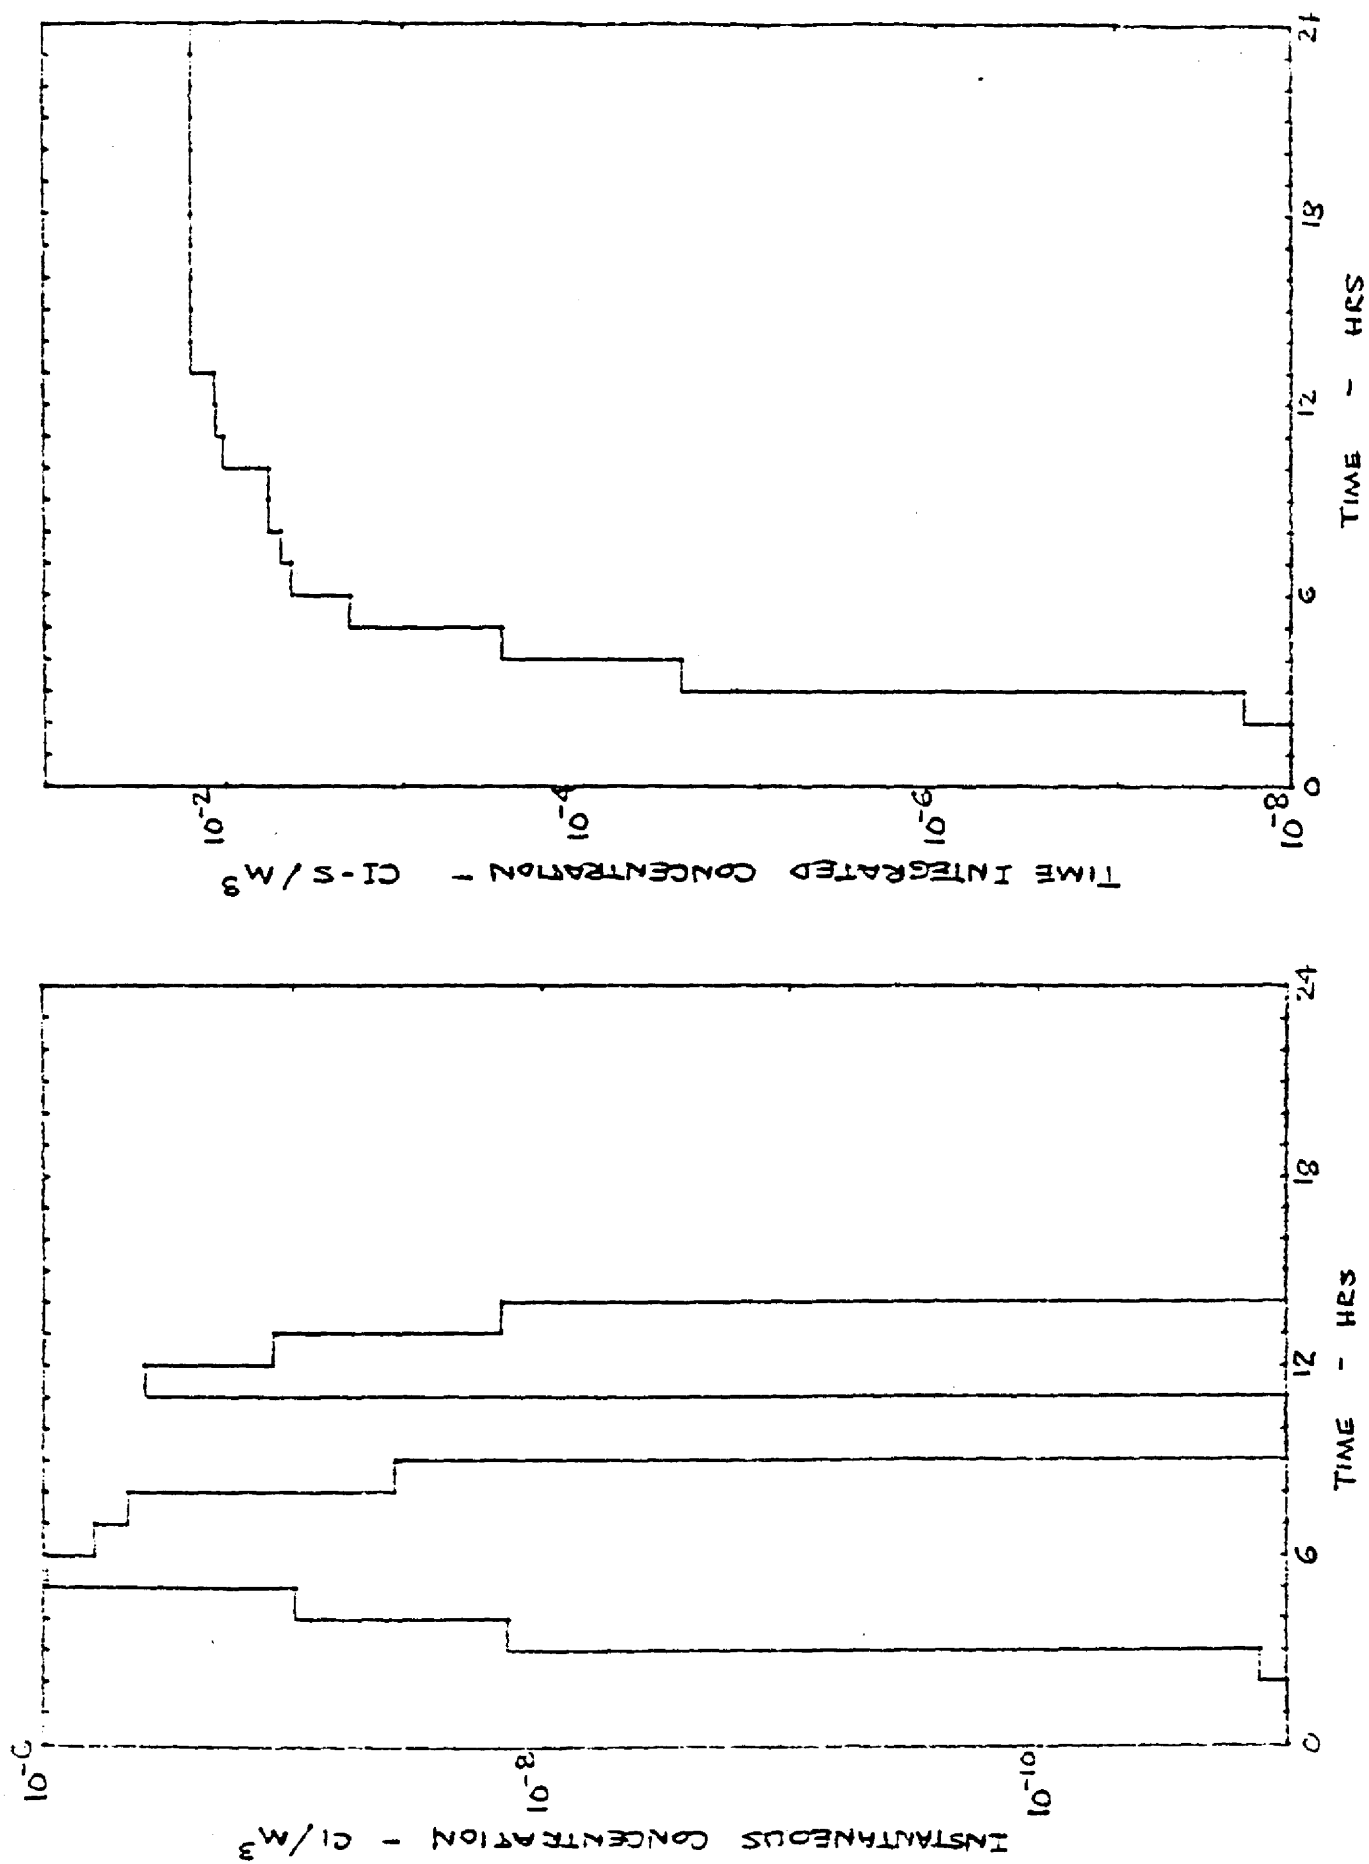 TIME INTEGRATED CONCENTRATION - CI-S/M³
10⁻²
10⁻⁴
10⁻⁶
10⁻⁸
0 6 12 18 24
TIME - HRS
INSTANTANEOUS CONCENTRATION - CI/M³
10⁻⁶
10⁻⁸
10⁻¹⁰
0 6 12 18 24
TIME - HRS